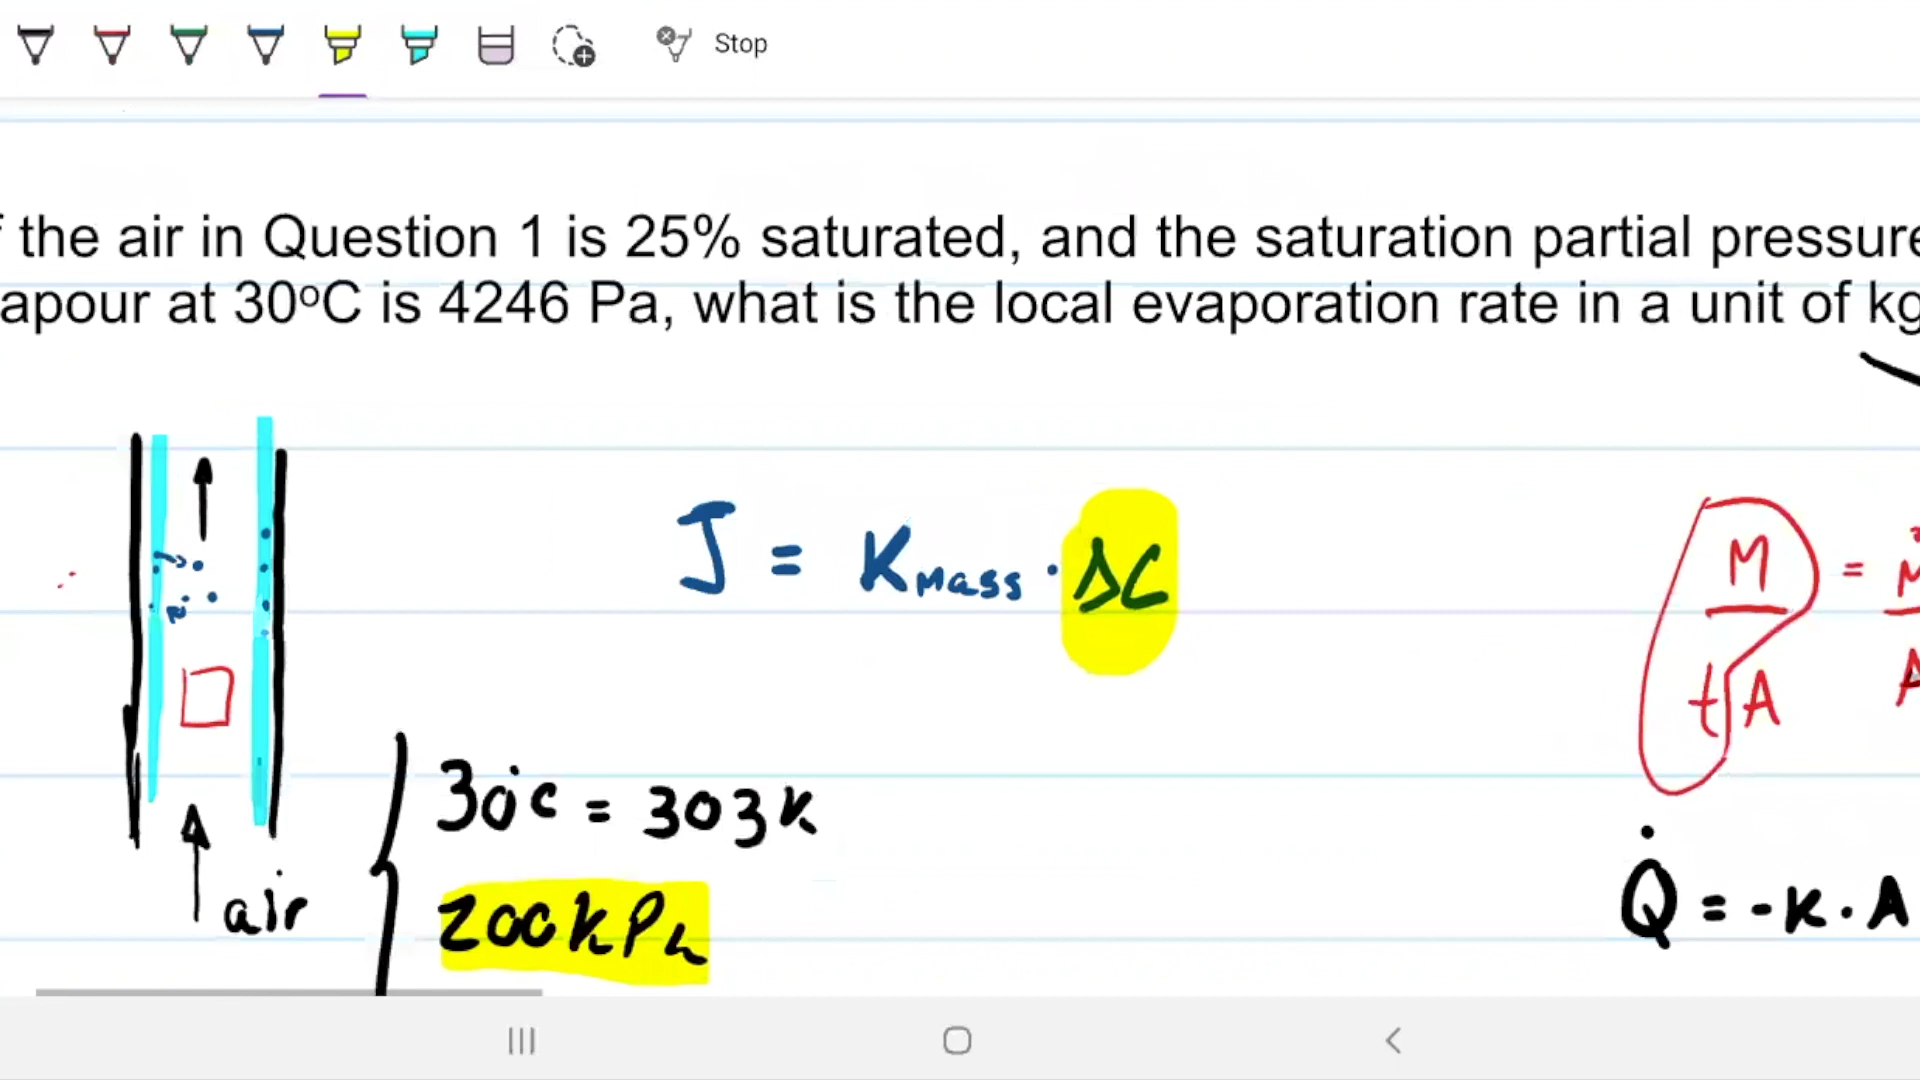 Stop
the air in Question 1 is 25% saturated, and the saturation partial pressure
apour at 30ºC is 4246 Pa, what is the local evaporation rate in a unit of kg
J = KMass · ΔC
M =
t A A
30°C = 303K
200kPa
air
Q̇ = -K·A